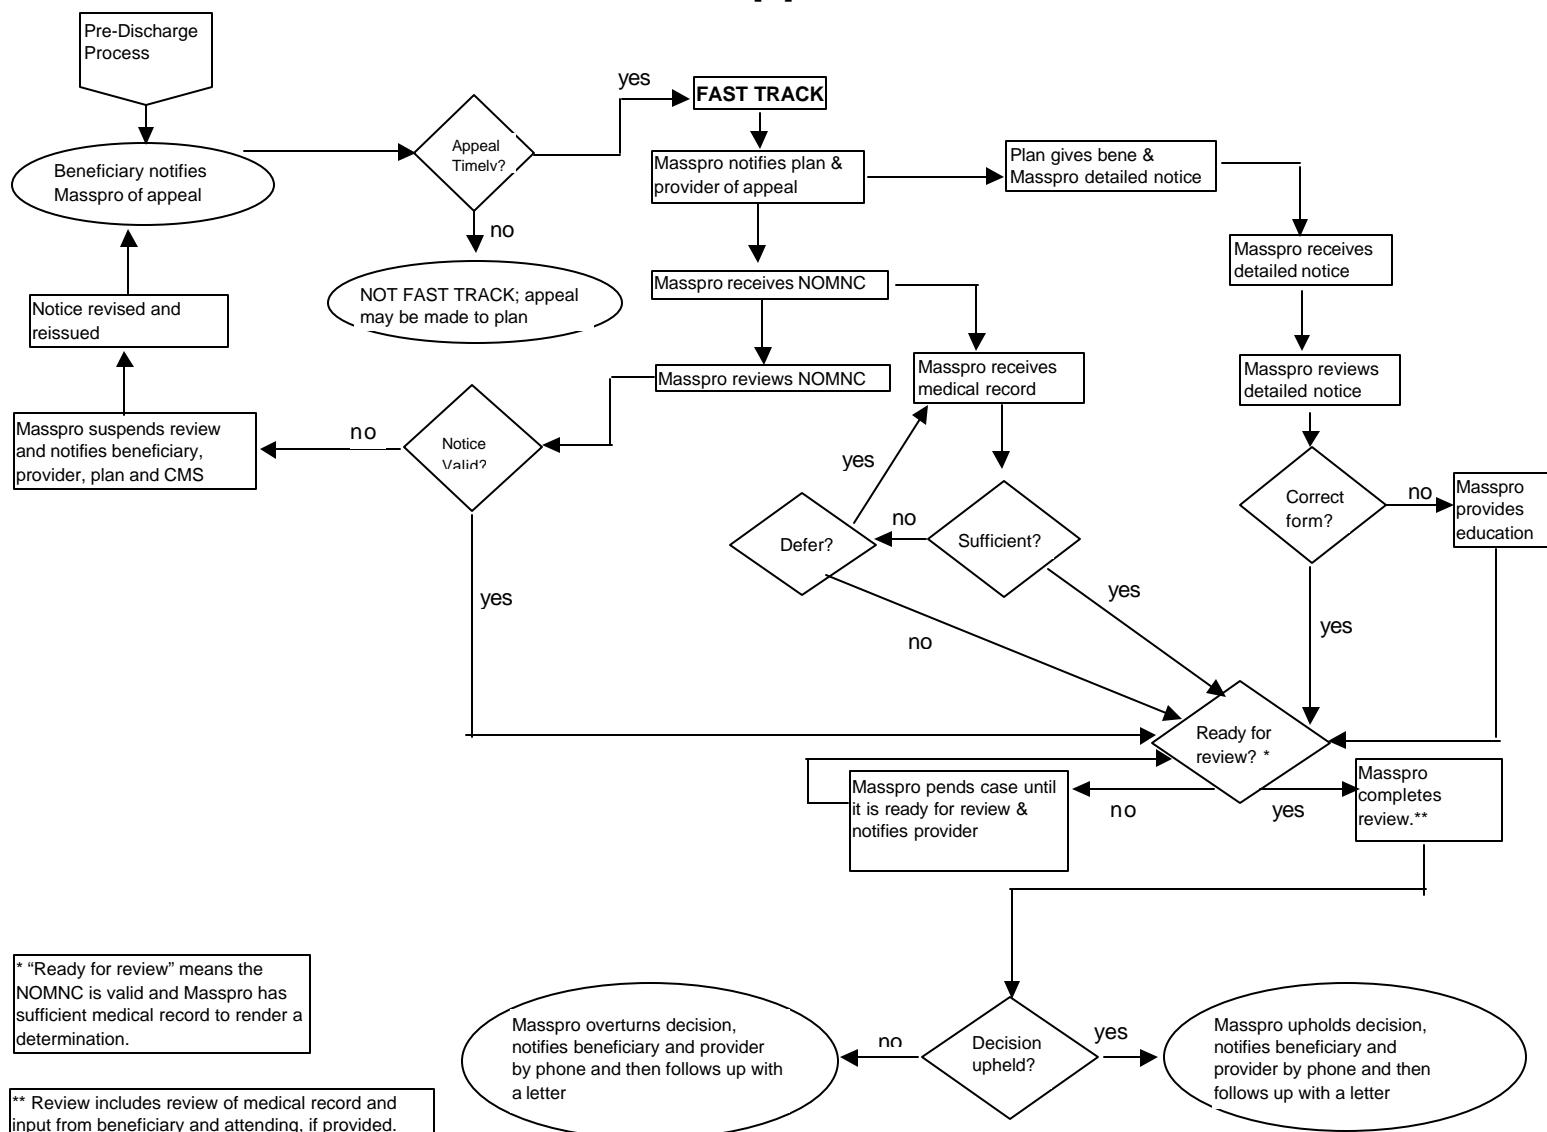 Pre-Discharge
Process
Beneficiary notifies
Masspro of appeal
Appeal
Timely?
yes
no
FAST TRACK
NOT FAST TRACK; appeal
may be made to plan
Masspro notifies plan &
provider of appeal
Plan gives bene &
Masspro detailed notice
Masspro receives
detailed notice
Masspro receives NOMNC
Masspro reviews NOMNC
Masspro receives
medical record
Masspro reviews
detailed notice
Notice revised and
reissued
Masspro suspends review
and notifies beneficiary,
provider, plan and CMS
no
Notice
Valid?
yes
yes
Defer?
no
Sufficient?
no
yes
Correct
form?
no
Masspro
provides
education
yes
Ready for
review? *
Masspro pends case until
it is ready for review &
notifies provider
no
yes
Masspro
completes
review.**
* “Ready for review” means the
NOMNC is valid and Masspro has
sufficient medical record to render a
determination.
** Review includes review of medical record and
input from beneficiary and attending, if provided.
Masspro overturns decision,
notifies beneficiary and provider
by phone and then follows up with
a letter
no
Decision
upheld?
yes
Masspro upholds decision,
notifies beneficiary and
provider by phone and then
follows up with a letter